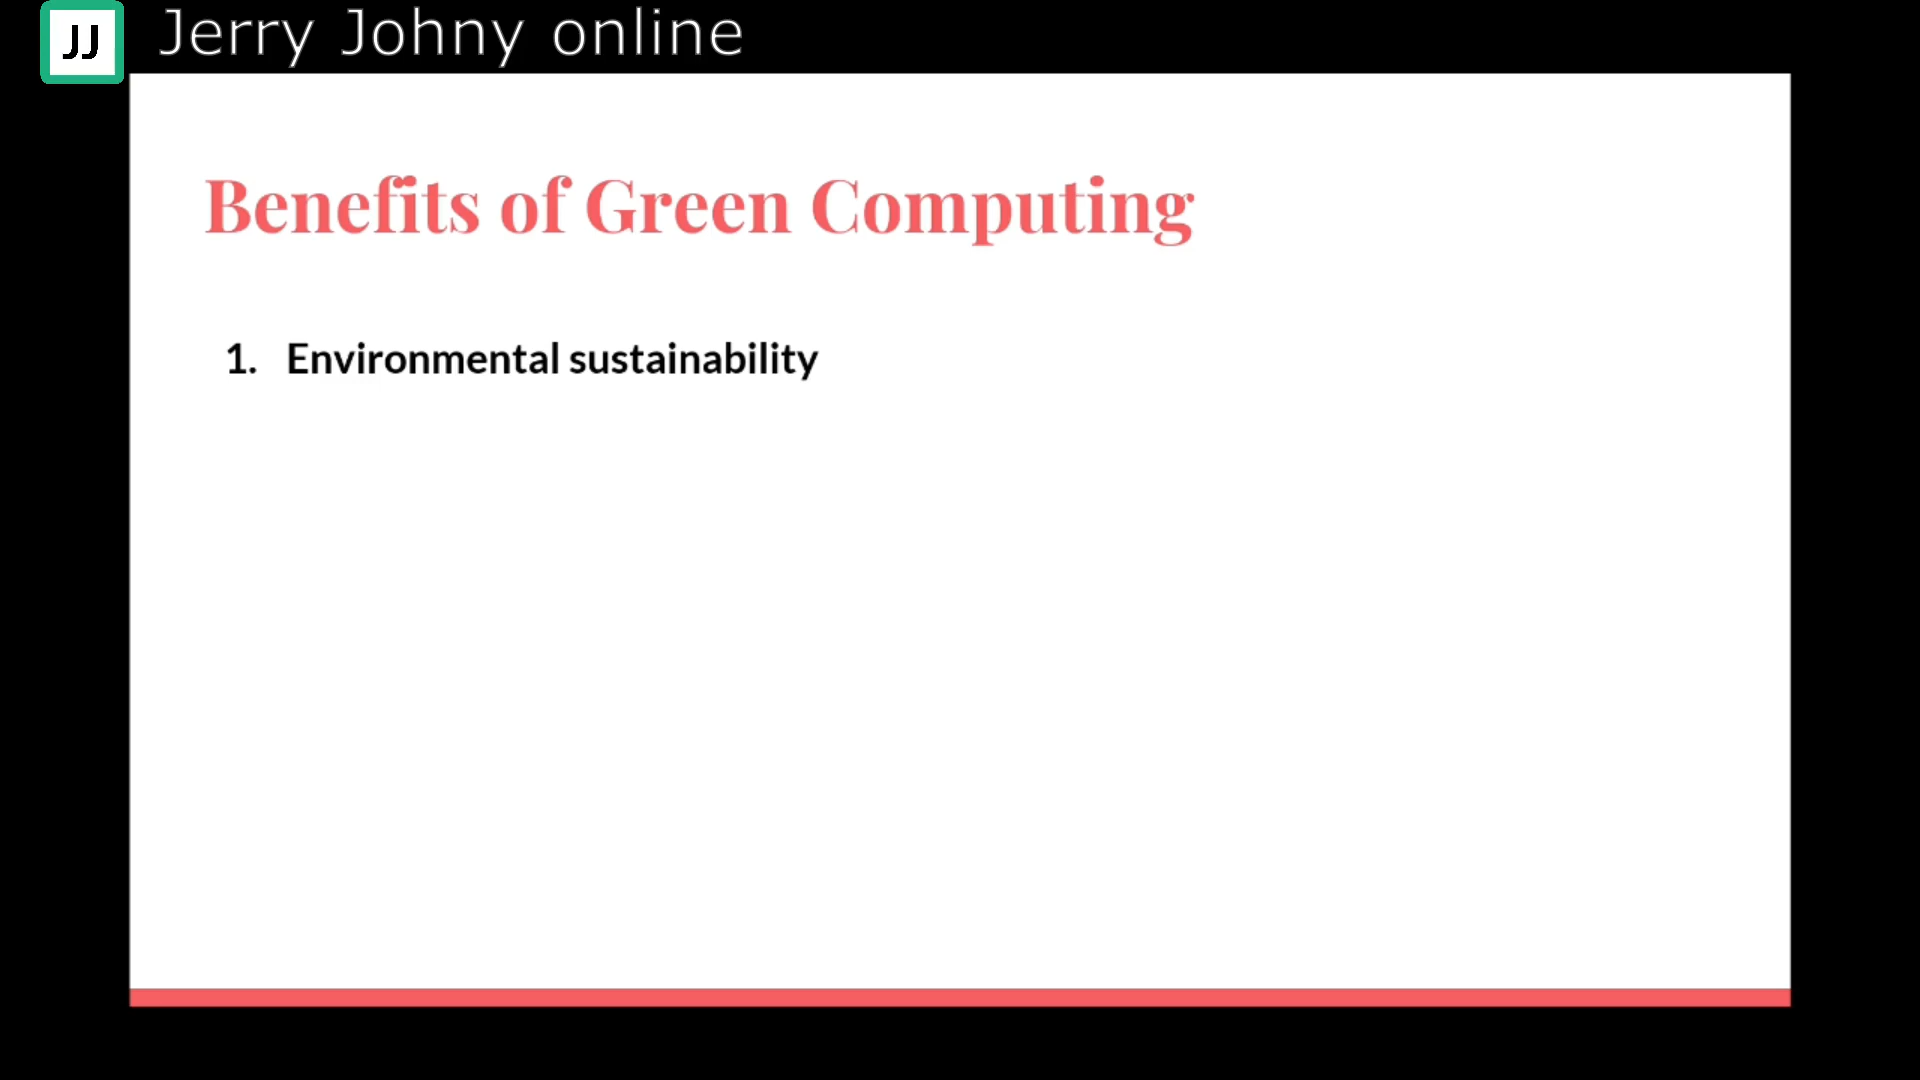 JJ Jerry Johny online
Benefits of Green Computing
1. Environmental sustainability